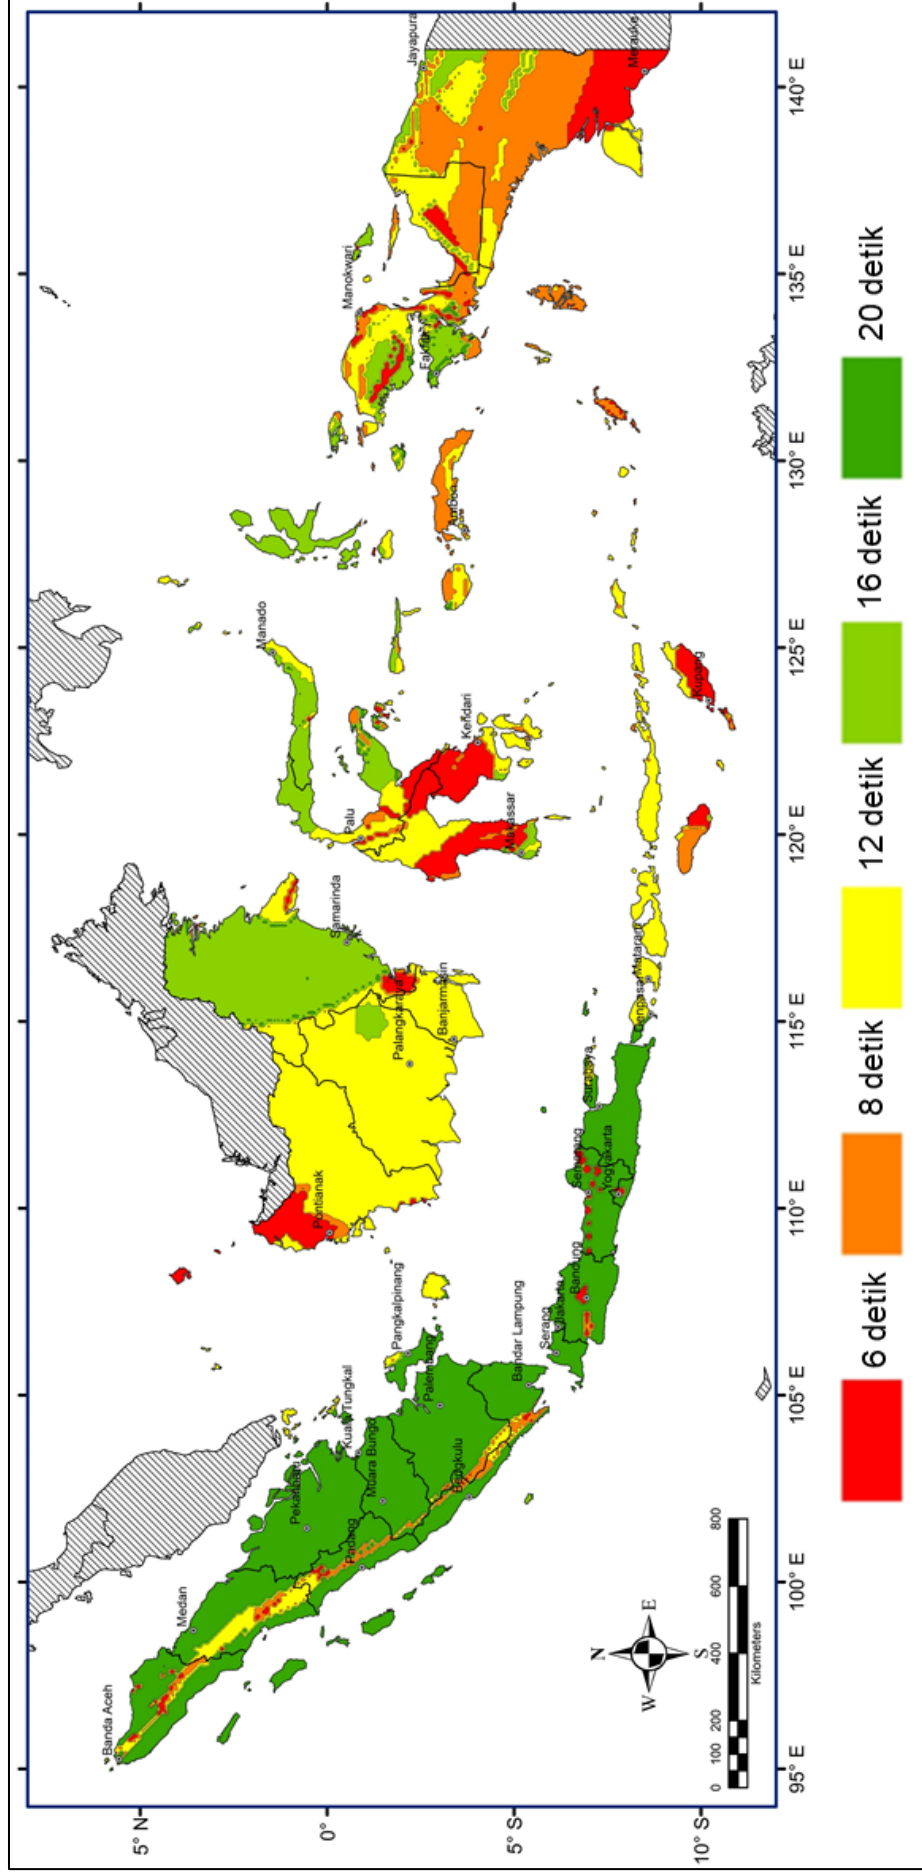 Banda Aceh
5° N
Medan
Manado
Pekanbaru
Pontianak
0°
Samarinda
Kuala Tungkal
Padang
Palu
Manokwari
Muara Bungo
Pangkalpinang
Palangkaraya
Jayapura
Fakfak
Palembang
Banjarmasin
Ambon
Bengkulu
Kendari
Makassar
Bandar Lampung
5° S
Serang
Jakarta
Bandung
Semarang
Surabaya
Yogyakarta
Denpasar
Mataram
Merauke
N
W E
S
Kupang
10° S
0 100 200 400 600 800
Kilometers
95° E 100° E 105° E 110° E 115° E 120° E 125° E 130° E 135° E 140° E
6 detik 8 detik 12 detik 16 detik 20 detik